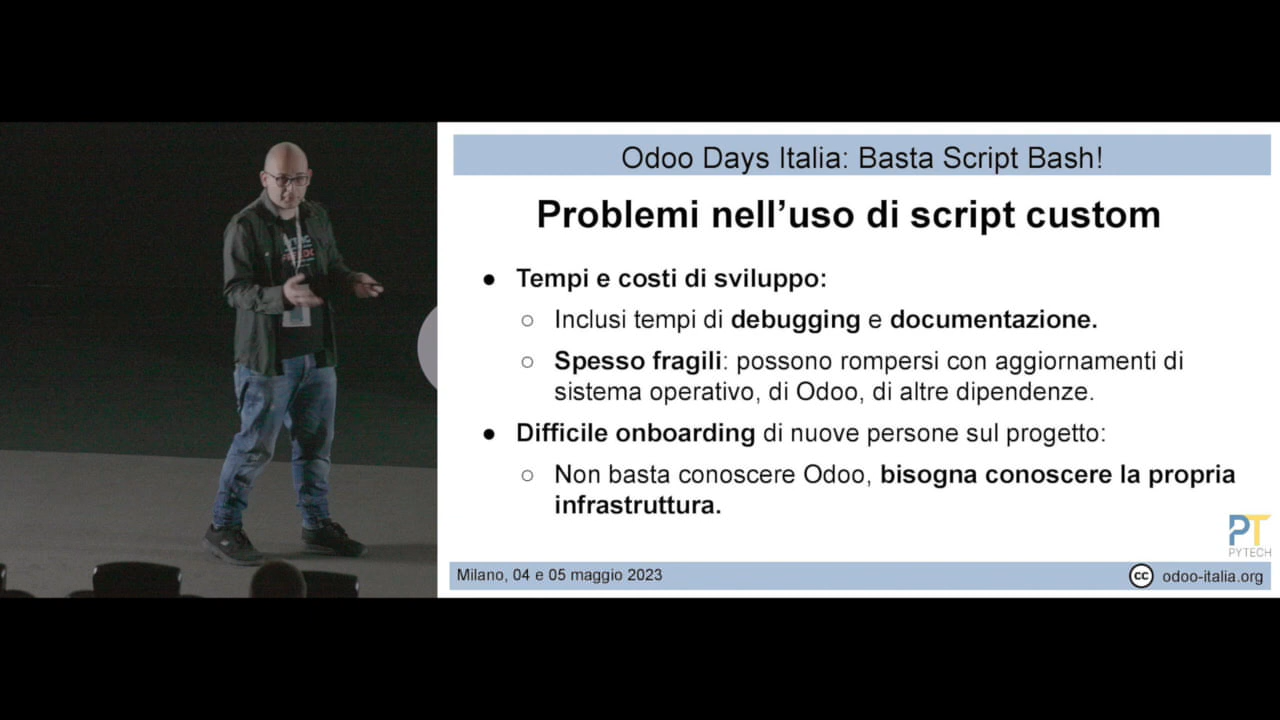 Odoo Days Italia: Basta Script Bash!
Problemi nell'uso di script custom
● Tempi e costi di sviluppo:
○ Inclusi tempi di debugging e documentazione.
○ Spesso fragili: possono rompersi con aggiornamenti di
sistema operativo, di Odoo, di altre dipendenze.
● Difficile onboarding di nuove persone sul progetto:
○ Non basta conoscere Odoo, bisogna conoscere la propria
infrastruttura.
PT
PYTECH
Milano, 04 e 05 maggio 2023
cc odoo-italia.org